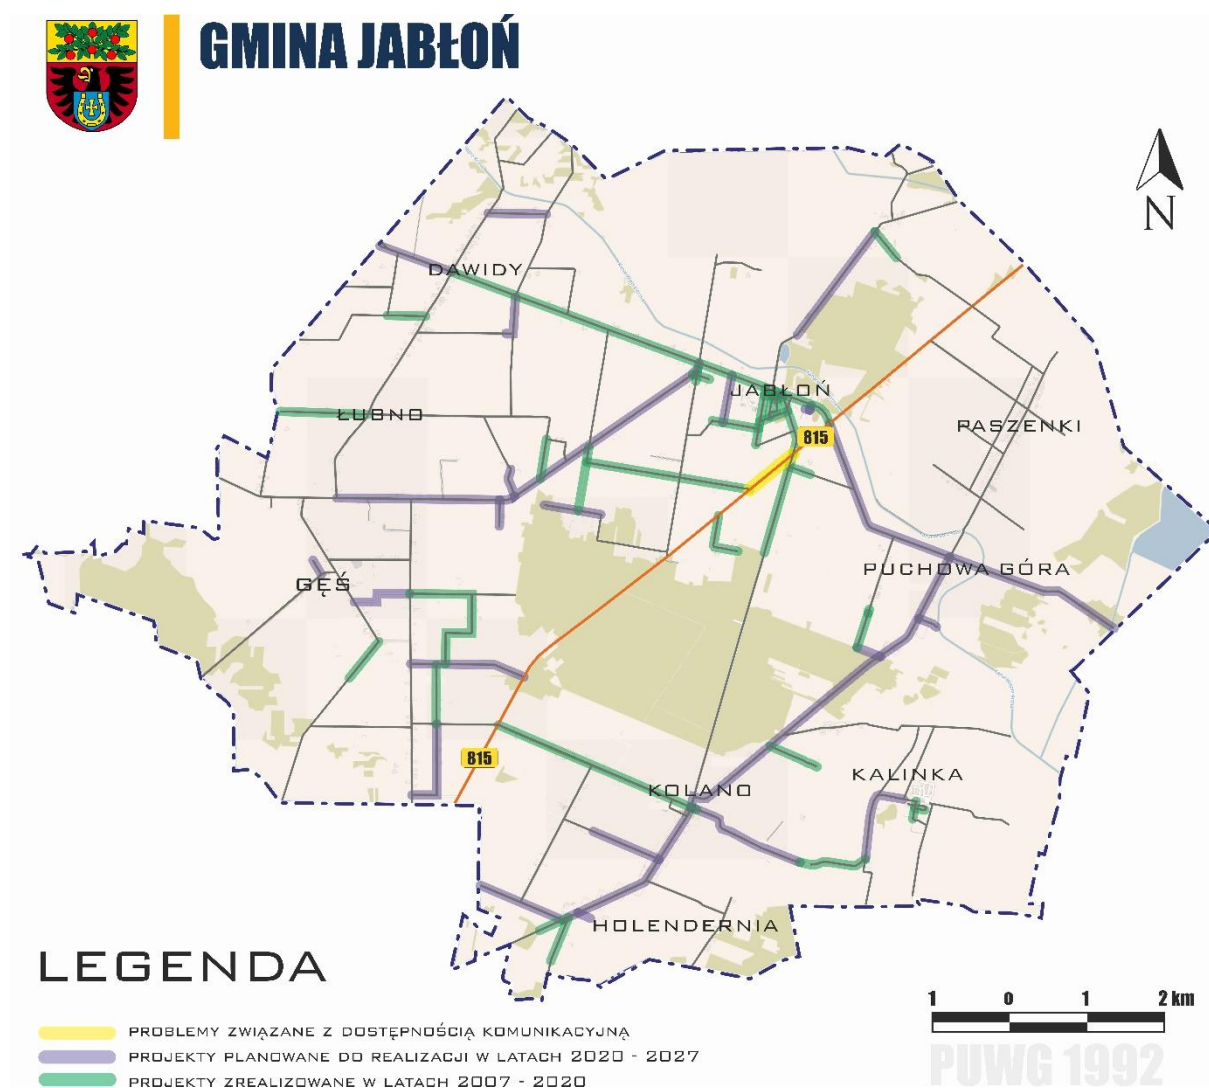 GMINA JABŁOŃ
N
DAWIDY
JABŁOŃ
ŁUBNO
PASZENKI
815
PUCHOWA GÓRA
GĘŚ
815
KALINKA
KOLANO
HOLENDERNIA
LEGENDA
1 0 1 2 km
PROBLEMY ZWIĄZANE Z DOSTĘPNOŚCIĄ KOMUNIKACYJNĄ
PROJEKTY PLANOWANE DO REALIZACJI W LATACH 2020 - 2027
PROJEKTY ZREALIZOWANE W LATACH 2007 - 2020
PUWG 1992